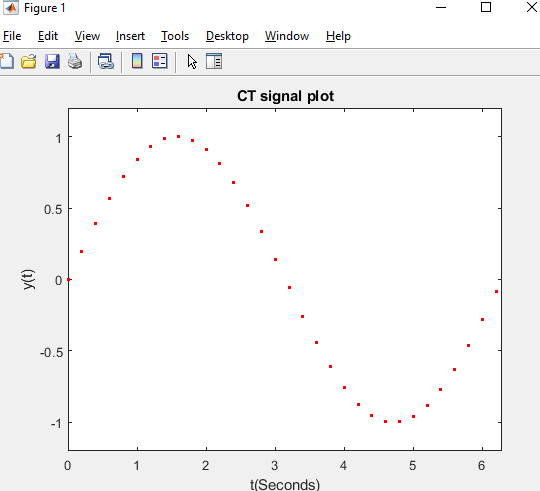 Figure 1
File Edit View Insert Tools Desktop Window Help
CT signal plot
1
0.5
0
-0.5
-1
y(t)
0 1 2 3 4 5 6
t(Seconds)